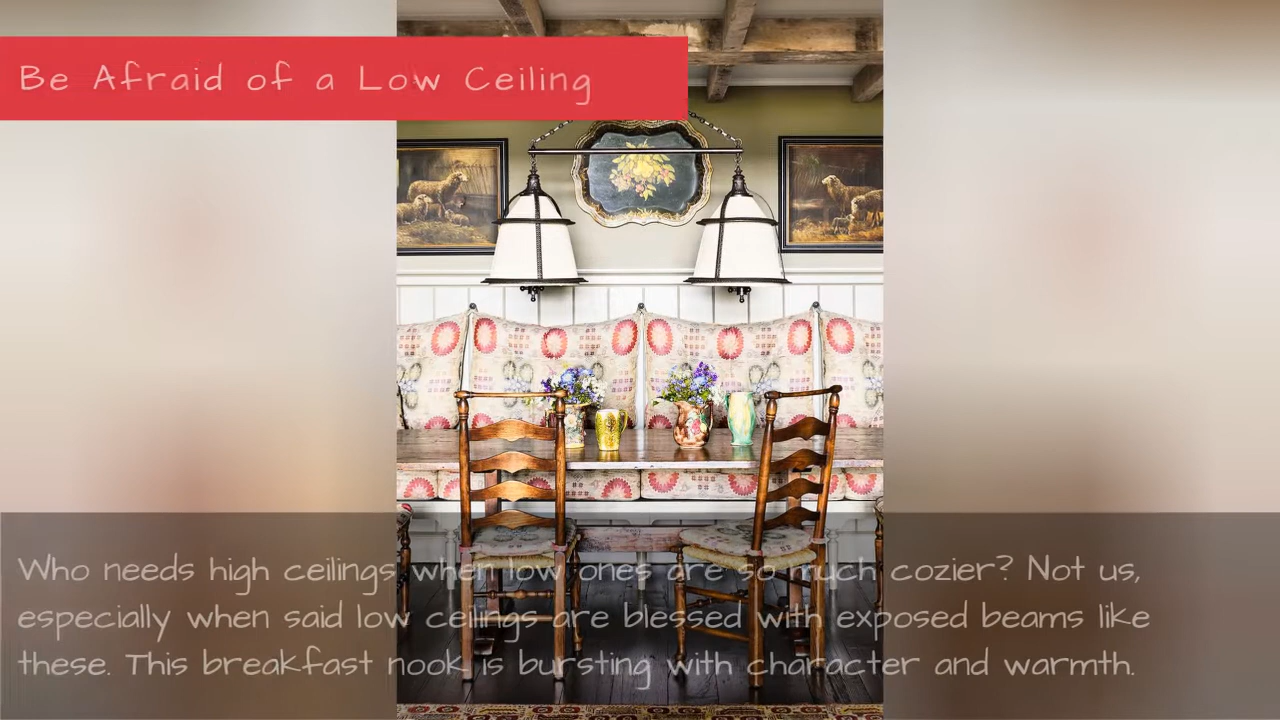 Be Afraid of a Low Ceiling
Who needs high ceilings when low ones are so much cozier? Not us,
especially when said low ceilings are blessed with exposed beams like
these. This breakfast nook is bursting with character and warmth.